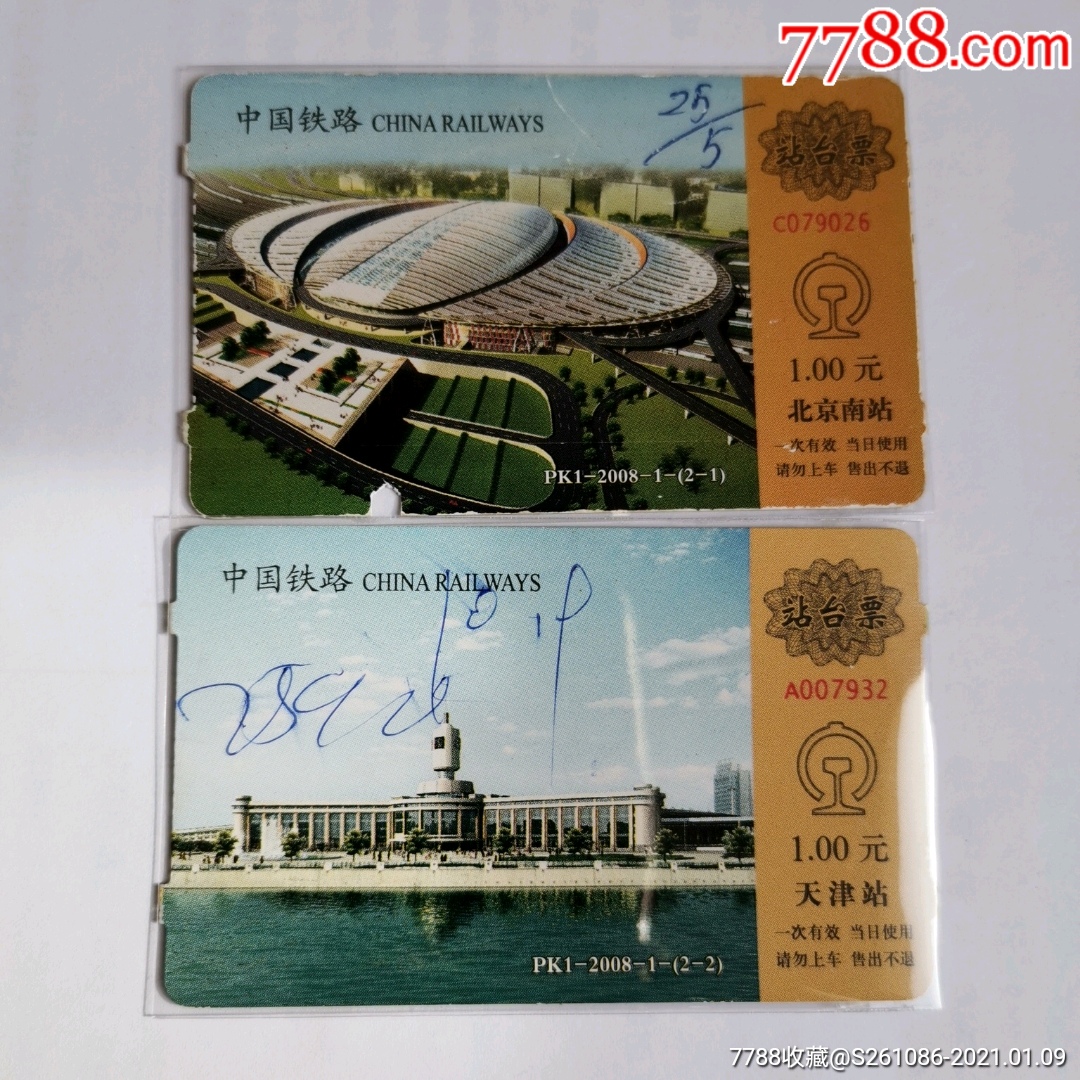 7788.com
中国铁路 CHINA RAILWAYS
25/5
站台票
C079026
1.00 元
北京南站
一次有效 当日使用
请勿上车 售出不退
PK1-2008-1-(2-1)
中国铁路 CHINA RAILWAYS
站台票
A007932
1.00 元
天津站
一次有效 当日使用
请勿上车 售出不退
PK1-2008-1-(2-2)
7788收藏@S261086-2021.01.09